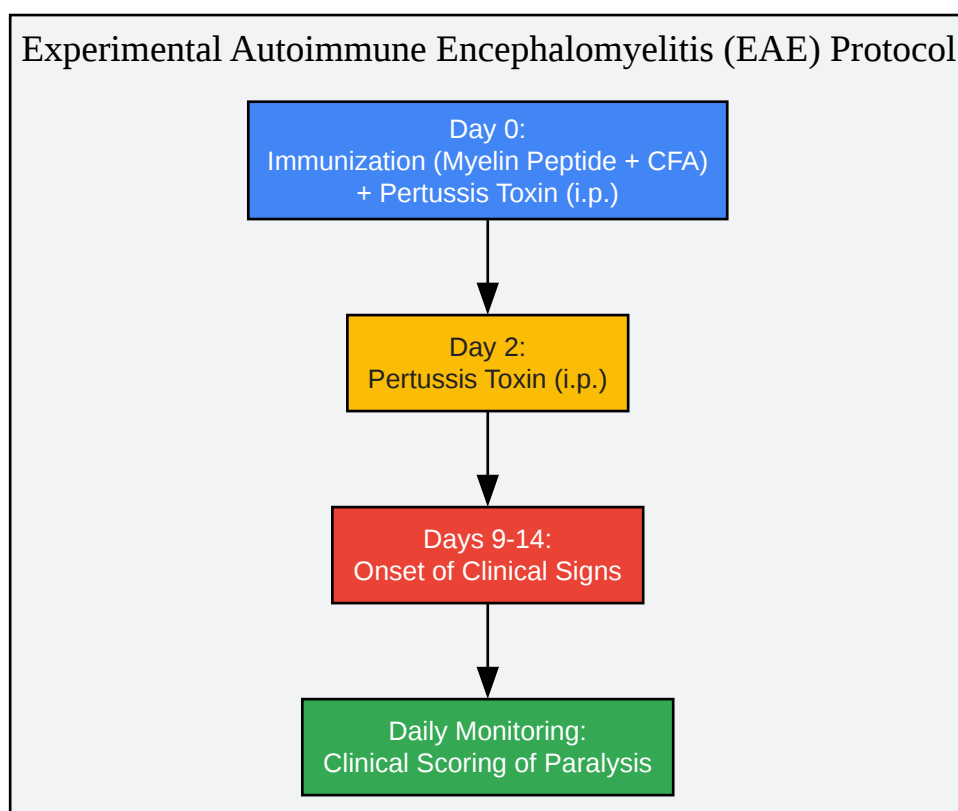 Experimental Autoimmune Encephalomyelitis (EAE) Protocol
Day 0:
Immunization (Myelin Peptide + CFA)
+ Pertussis Toxin (i.p.)
Day 2:
Pertussis Toxin (i.p.)
Days 9-14:
Onset of Clinical Signs
Daily Monitoring:
Clinical Scoring of Paralysis